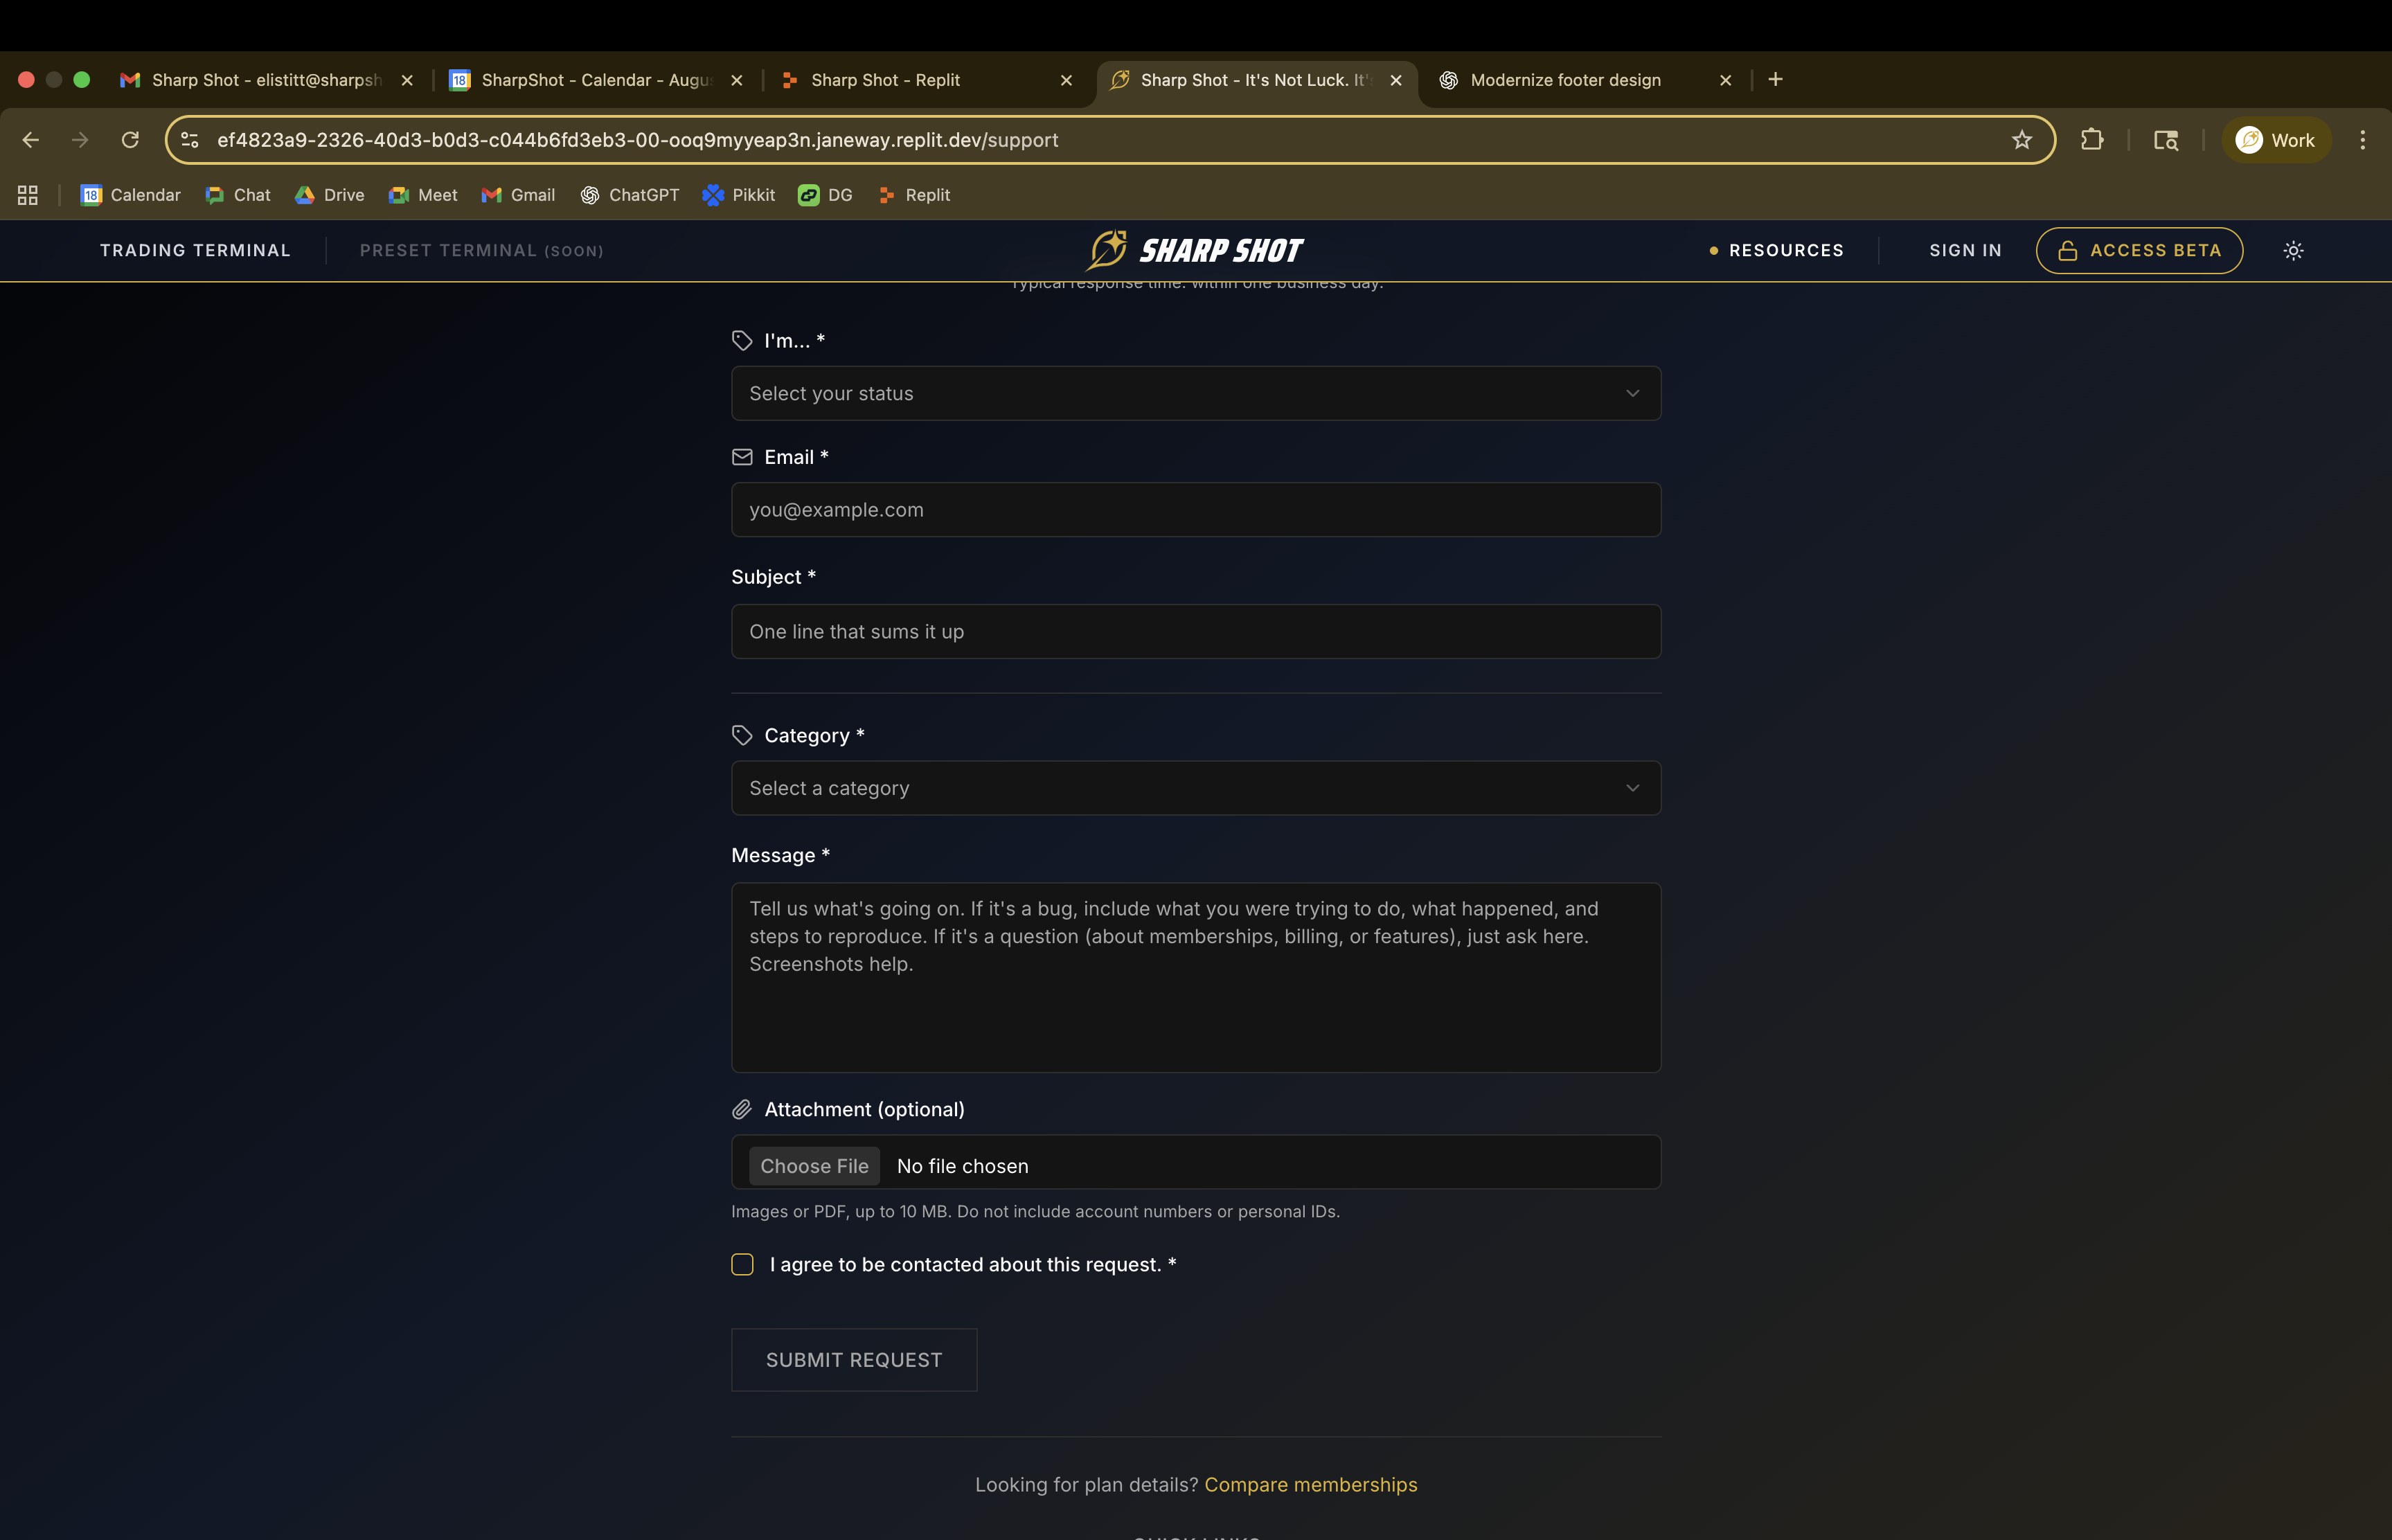 Sharp Shot - elistitt@sharpsh
SharpShot - Calendar - Augu
Sharp Shot - Replit
Sharp Shot - It's Not Luck. It'
Modernize footer design
ef4823a9-2326-40d3-b0d3-c044b6fd3eb3-00-ooq9myyeap3n.janeway.replit.dev/support
Work
18 Calendar
Chat
Drive
Meet
Gmail
ChatGPT
Pikkit
DG
Replit
TRADING TERMINAL
PRESET TERMINAL (SOON)
SHARP SHOT
RESOURCES
SIGN IN
ACCESS BETA
Typical response time: within one business day.
I'm... *
Select your status
Email *
you@example.com
Subject *
One line that sums it up
Category *
Select a category
Message *
Tell us what's going on. If it's a bug, include what you were trying to do, what happened, and
steps to reproduce. If it's a question (about memberships, billing, or features), just ask here.
Screenshots help.
Attachment (optional)
Choose File No file chosen
Images or PDF, up to 10 MB. Do not include account numbers or personal IDs.
I agree to be contacted about this request. *
SUBMIT REQUEST
Looking for plan details? Compare memberships
QUICK LINKS